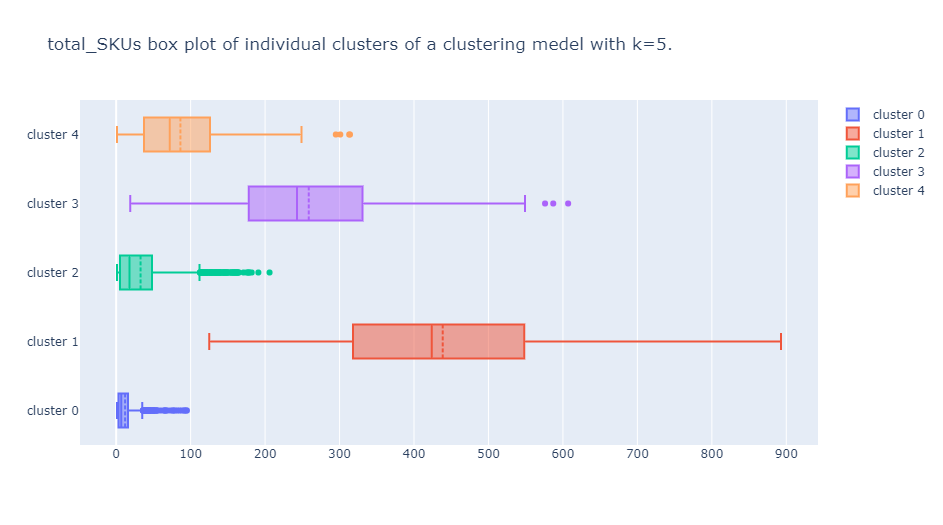 total_SKUs box plot of individual clusters of a clustering medel with k=5.
cluster 4
cluster 3
cluster 2
cluster 1
cluster 0
0 100 200 300 400 500 600 700 800 900
cluster 0
cluster 1
cluster 2
cluster 3
cluster 4